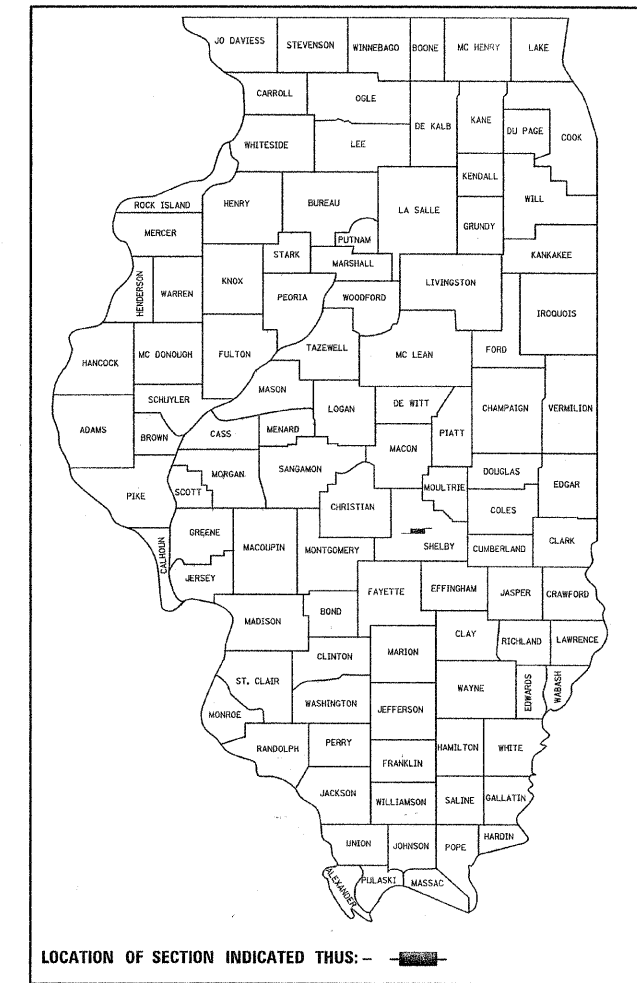 JO DAVIESS STEVENSON WINNEBAGO BOONE MC HENRY LAKE
CARROLL OGLE
DE KALB KANE
DU PAGE COOK
WHITESIDE LEE
KENDALL
WILL
ROCK ISLAND HENRY BUREAU LA SALLE
GRUNDY
MERCER PUTNAM
STARK MARSHALL KANKAKEE
HENDERSON WARREN KNOX PEORIA WOODFORD LIVINGSTON
IROQUOIS
HANCOCK MC DONOUGH FULTON TAZEWELL MC LEAN FORD
MASON
SCHUYLER DE WITT
ADAMS LOGAN CHAMPAIGN VERMILION
BROWN CASS MENARD PIATT
MACON
MORGAN SANGAMON DOUGLAS
PIKE SCOTT MOULTRIE EDGAR
CHRISTIAN COLES
GREENE MACOUPIN MONTGOMERY SHELBY CUMBERLAND CLARK
CALHOUN JERSEY
FAYETTE EFFINGHAM JASPER CRAWFORD
BOND
MADISON
CLAY RICHLAND LAWRENCE
CLINTON MARION
ST. CLAIR WAYNE EDWARDS WABASH
WASHINGTON JEFFERSON
MONROE
RANDOLPH PERRY HAMILTON WHITE
FRANKLIN
JACKSON WILLIAMSON SALINE GALLATIN
UNION JOHNSON POPE HARDIN
ALEXANDER PULASKI MASSAC
LOCATION OF SECTION INDICATED THUS: -